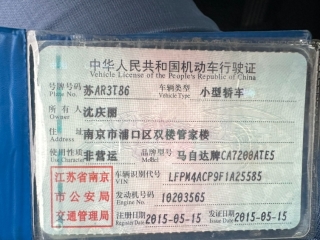 中华人民共和国机动车行驶证
Vehicle License of the People's Republic of China
号牌号码 苏AR3T86 车辆类型 小型轿车
Plate No. Vehicle Type
所有人 沈庆丽
Owner
住址 南京市浦口区双楼管家楼
Address
使用性质 非营运 品牌型号 马自达牌CA7200ATE5
Use Character Model
江苏省南京市公安局交通管理局
车辆识别代号 LFPM4ACP9F1A25585
VIN
发动机号码 10203565
Engine No.
注册日期 2015-05-15 发证日期 2015-05-15
Register Date Issue Date